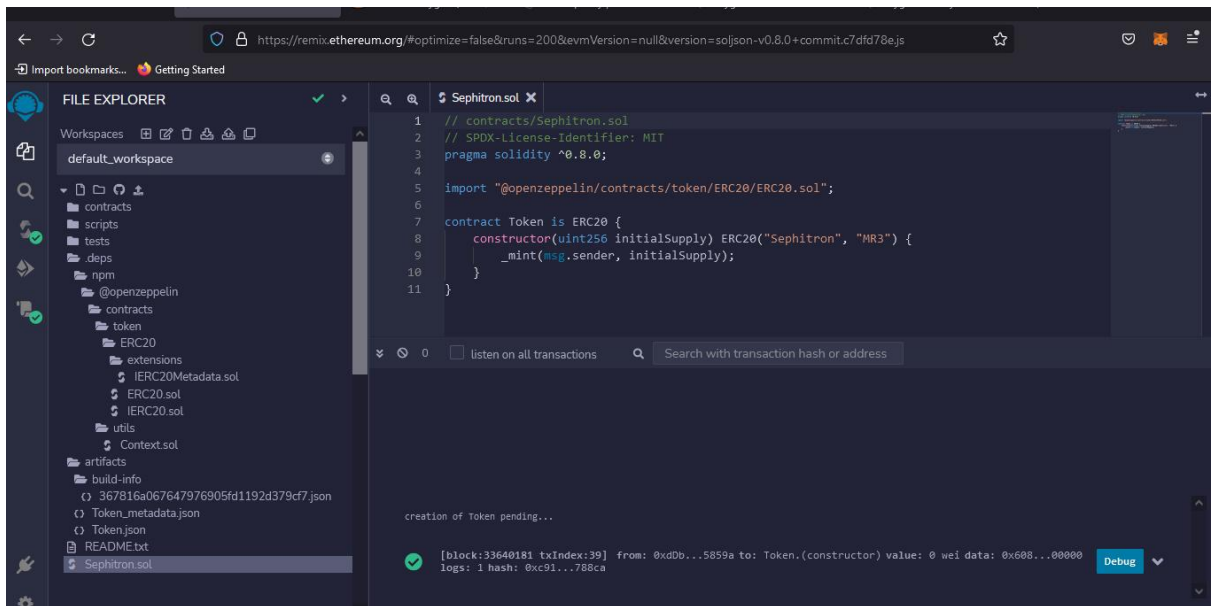 https://remix.ethereum.org/#optimize=false&runs=200&evmVersion=null&version=soljson-v0.8.0+commit.c7dfd78e.js
Import bookmarks... Getting Started
FILE EXPLORER
Workspaces
default_workspace
contracts
scripts
tests
.deps
npm
@openzeppelin
contracts
token
ERC20
extensions
IERC20Metadata.sol
ERC20.sol
IERC20.sol
utils
Context.sol
artifacts
build-info
367816a067647976905fd1192d379cf7.json
Token_metadata.json
Token.json
README.txt
Sephitron.sol
Sephitron.sol
1 // contracts/Sephitron.sol
2 // SPDX-License-Identifier: MIT
3 pragma solidity ^0.8.0;
4
5 import "@openzeppelin/contracts/token/ERC20/ERC20.sol";
6
7 contract Token is ERC20 {
8 constructor(uint256 initialSupply) ERC20("Sephitron", "MR3") {
9 _mint(msg.sender, initialSupply);
10 }
11 }
0 listen on all transactions Search with transaction hash or address
creation of Token pending...
[block:33640181 txIndex:39] from: 0xdDb...5859a to: Token.(constructor) value: 0 wei data: 0x608...00000
logs: 1 hash: 0xc91...788ca
Debug